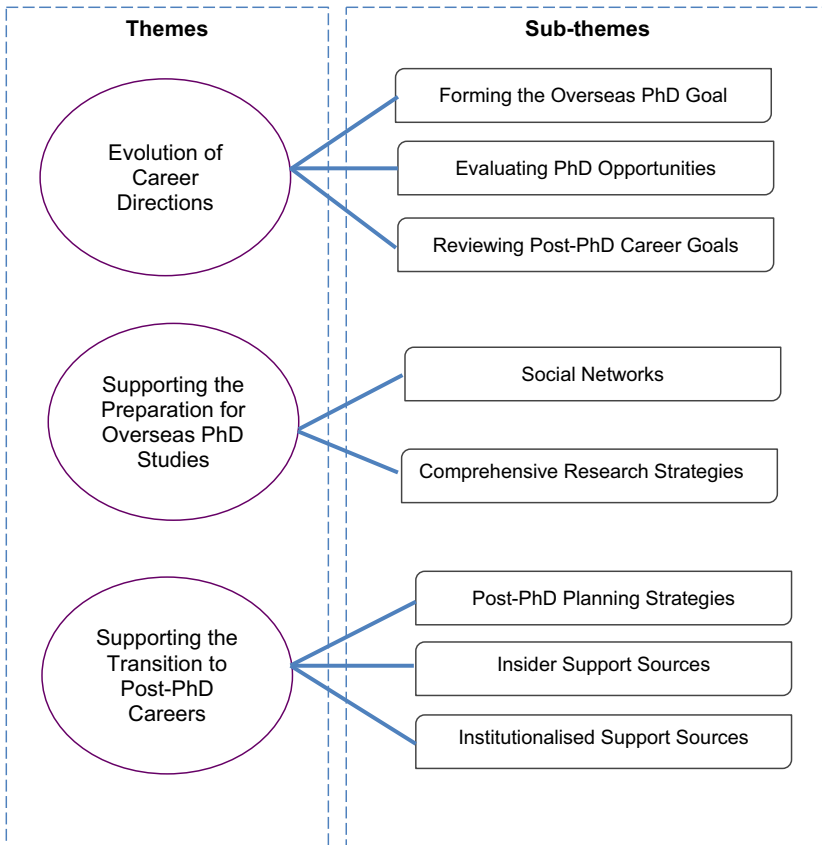 Themes
Sub-themes
Evolution of
Career
Directions
Forming the Overseas PhD Goal
Evaluating PhD Opportunities
Reviewing Post-PhD Career Goals
Supporting the
Preparation for
Overseas PhD
Studies
Social Networks
Comprehensive Research Strategies
Supporting the
Transition to
Post-PhD
Careers
Post-PhD Planning Strategies
Insider Support Sources
Institutionalised Support Sources